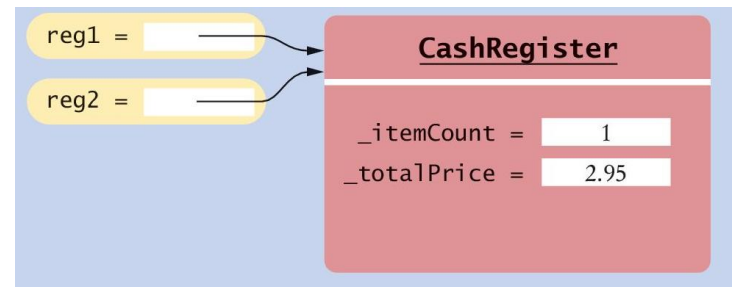 reg1 =
reg2 =
CashRegister
_itemCount = 1
_totalPrice = 2.95